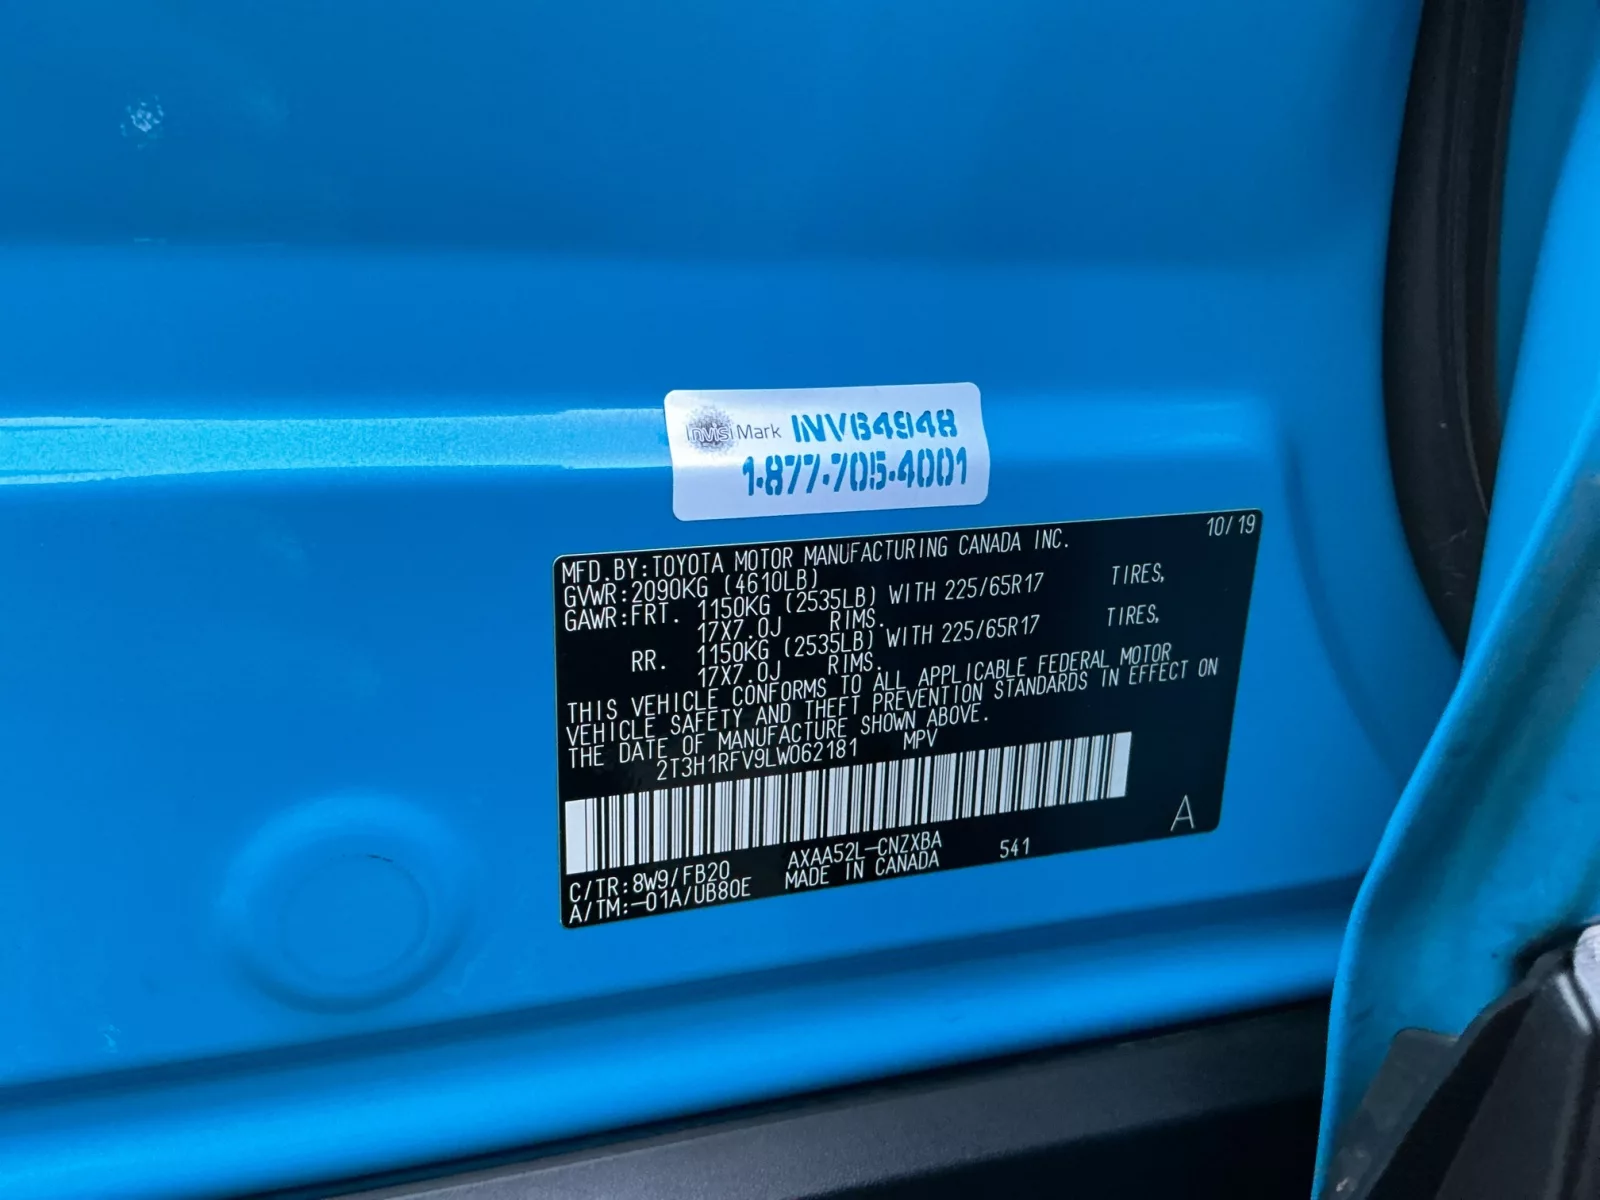 InvisiMark INV64948
1-877-705-4001
10/19
MFD.BY:TOYOTA MOTOR MANUFACTURING CANADA INC.
GVWR:2090KG (4610LB)
GAWR:FRT. 1150KG (2535LB) WITH 225/65R17 TIRES,
17X7.0J RIMS.
RR. 1150KG (2535LB) WITH 225/65R17 TIRES,
17X7.0J RIMS.
THIS VEHICLE CONFORMS TO ALL APPLICABLE FEDERAL MOTOR
VEHICLE SAFETY AND THEFT PREVENTION STANDARDS IN EFFECT ON
THE DATE OF MANUFACTURE SHOWN ABOVE.
2T3H1RFV9LW062181 MPV
A
C/TR:8W9/FB20 AXAA52L-CNZXBA 541
A/TM:-01A/UB80E MADE IN CANADA